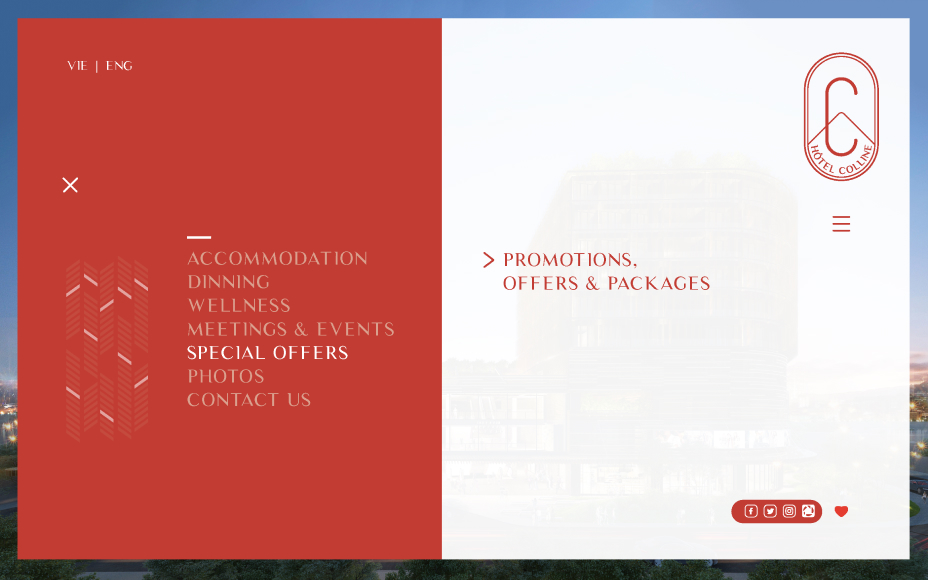 VIE | ENG
ACCOMMODATION
DINNING
WELLNESS
MEETINGS & EVENTS
SPECIAL OFFERS
PHOTOS
CONTACT US
HÔTEL COLLINE
PROMOTIONS,
OFFERS & PACKAGES